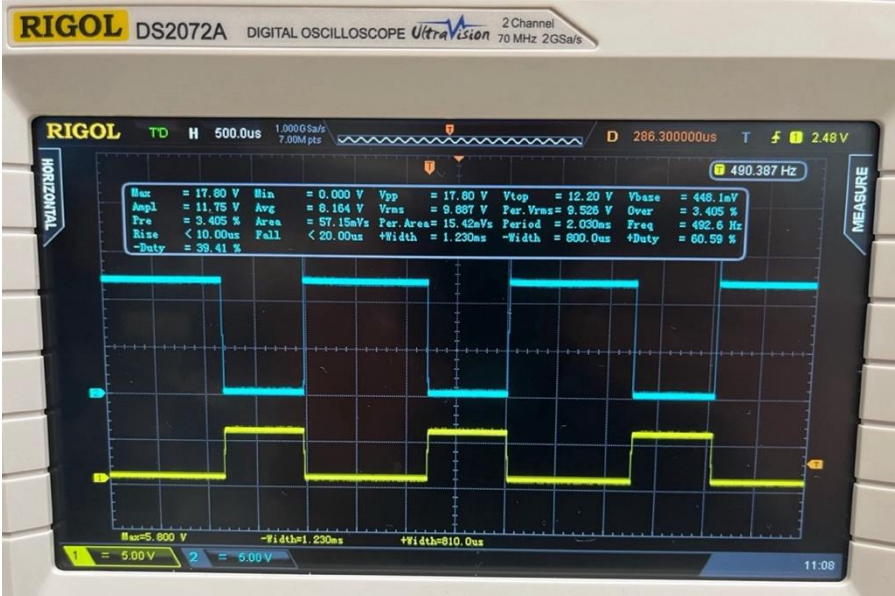 RIGOL DS2072A DIGITAL OSCILLOSCOPE UltraVision 2 Channel
70 MHz 2GSa/s
RIGOL T'D H 500.0us 1.000GSa/s
7.00Mpts
D 286.300000us T 1 2.48 V
HORIZONTAL
MEASURE
T 490.387 Hz
Max = 17.80 V Min = 0.000 V Vpp = 17.80 V Vtop = 12.20 V Vbase = 448.1mV
Ampl = 11.75 V Avg = 8.164 V Vrms = 9.887 V Per.Vrms= 9.526 V Over = 3.405 %
Pre = 3.405 % Area = 57.15mVs Per.Area= 15.42mVs Period = 2.030ms Freq = 492.6 Hz
Rise < 10.00us Fall < 20.00us +Width = 1.230ms -Width = 800.0us +Duty = 60.59 %
-Duty = 39.41 %
2
1
T
Max=5.800 V -Width=1.230ms +Width=810.0us
1 = 5.00 V 2 = 5.00 V 11:08